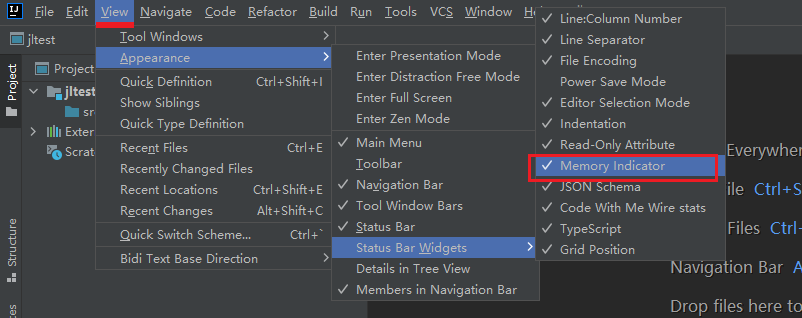 IJ File Edit View Navigate Code Refactor Build Run Tools VCS Window
jltest
Project
Project
jltest
Exter
Scratc
Structure
Tool Windows
Appearance
Quick Definition Ctrl+Shift+I
Show Siblings
Quick Type Definition
Recent Files Ctrl+E
Recently Changed Files
Recent Locations Ctrl+Shift+E
Recent Changes Alt+Shift+C
Quick Switch Scheme... Ctrl+`
Bidi Text Base Direction
Enter Presentation Mode
Enter Distraction Free Mode
Enter Full Screen
Enter Zen Mode
Main Menu
Toolbar
Navigation Bar
Tool Window Bars
Status Bar
Status Bar Widgets
Details in Tree View
Members in Navigation Bar
Line:Column Number
Line Separator
File Encoding
Power Save Mode
Editor Selection Mode
Indentation
Read-Only Attribute
Memory Indicator
JSON Schema
Code With Me Wire stats
TypeScript
Grid Position
Everywhere
ile Ctrl+S
Files Ctrl+
Navigation Bar A
Drop files here to